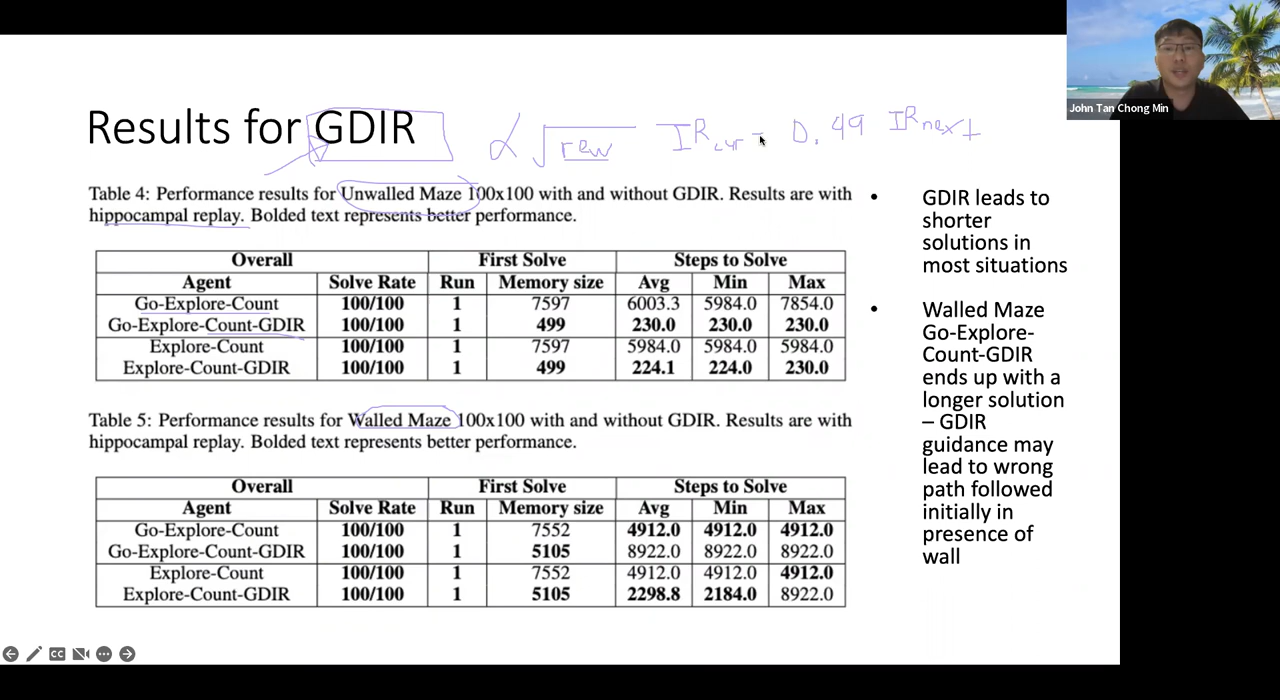 Results for GDIR
∝ √rew IRcur - 0.49 IRnext
John Tan Chong Min
Table 4: Performance results for Unwalled Maze 100x100 with and without GDIR. Results are with
hippocampal replay. Bolded text represents better performance.
Overall First Solve Steps to Solve
Agent Solve Rate Run Memory size Avg Min Max
Go-Explore-Count 100/100 1 7597 6003.3 5984.0 7854.0
Go-Explore-Count-GDIR 100/100 1 499 230.0 230.0 230.0
Explore-Count 100/100 1 7597 5984.0 5984.0 5984.0
Explore-Count-GDIR 100/100 1 499 224.1 224.0 230.0
Table 5: Performance results for Walled Maze 100x100 with and without GDIR. Results are with
hippocampal replay. Bolded text represents better performance.
Overall First Solve Steps to Solve
Agent Solve Rate Run Memory size Avg Min Max
Go-Explore-Count 100/100 1 7552 4912.0 4912.0 4912.0
Go-Explore-Count-GDIR 100/100 1 5105 8922.0 8922.0 8922.0
Explore-Count 100/100 1 7552 4912.0 4912.0 4912.0
Explore-Count-GDIR 100/100 1 5105 2298.8 2184.0 8922.0
• GDIR leads to
shorter
solutions in
most situations
• Walled Maze
Go-Explore-
Count-GDIR
ends up with a
longer solution
– GDIR
guidance may
lead to wrong
path followed
initially in
presence of
wall
CC